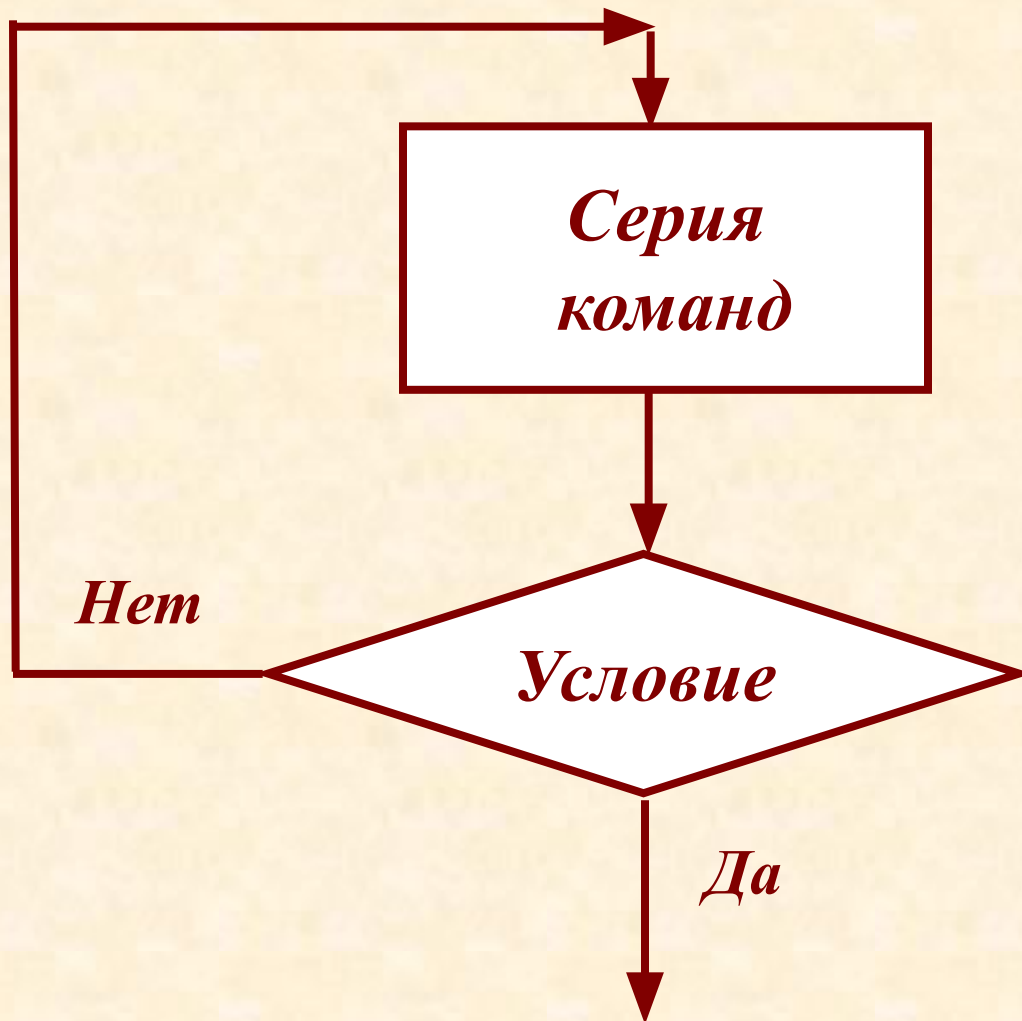 Серия
команд
Нет
Условие
Да